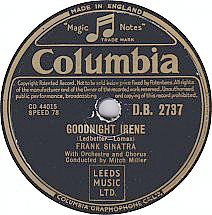 MADE IN ENGLAND
"Magic Notes"
TRADE MARK
Columbia
Copyright Recorded. Not to be sold below price fixed by Patentees. All rights
of the manufacturer and of the owner of the recorded work reserved. Unauthorised
public performance, broadcasting and copying of this record prohibited.
CO 44015
SPEED 78
D.B. 2737
GOODNIGHT IRENE
(Ledbetter - Lomax)
FRANK SINATRA
With Orchestra and Chorus
Conducted by Mitch Miller
LEEDS
MUSIC
LTD.
COLUMBIA GRAPHOPHONE CO. LTD.